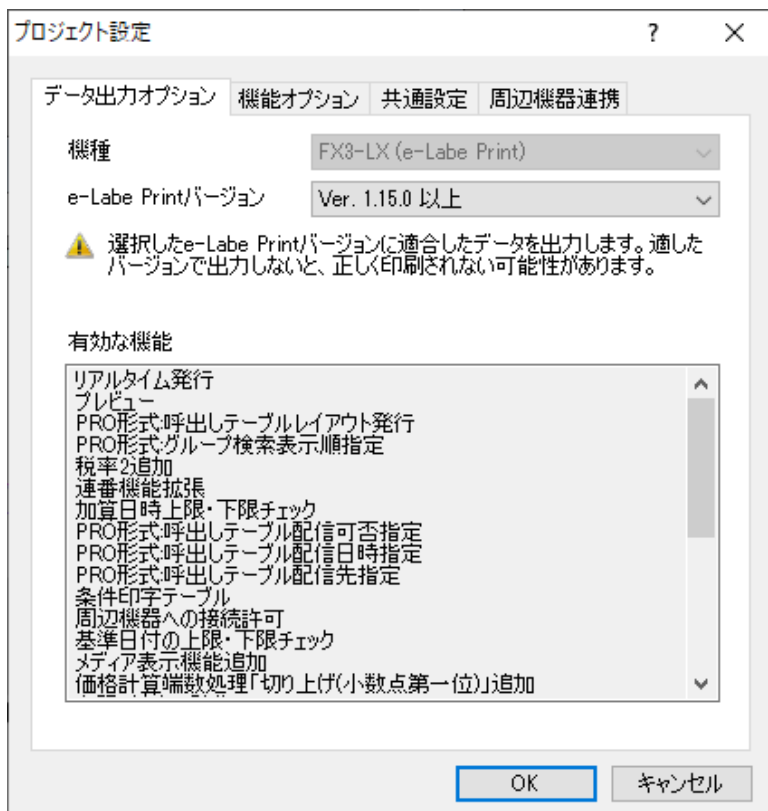 プロジェクト設定
データ出力オプション 機能オプション 共通設定 周辺機器連携
機種 FX3-LX (e-Labe Print)
e-Labe Printバージョン Ver. 1.15.0 以上
選択したe-Labe Printバージョンに適合したデータを出力します。適した
バージョンで出力しないと、正しく印刷されない可能性があります。
有効な機能
リアルタイム発行
プレビュー
PRO形式:呼出しテーブルレイアウト発行
PRO形式:グループ検索表示順指定
税率2追加
連番機能拡張
加算日時上限・下限チェック
PRO形式:呼出しテーブル配信可否指定
PRO形式:呼出しテーブル配信日時指定
PRO形式:呼出しテーブル配信先指定
条件印字テーブル
周辺機器への接続許可
基準日付の上限・下限チェック
メディア表示機能追加
価格計算端数処理「切り上げ(小数点第一位)」追加
OK キャンセル